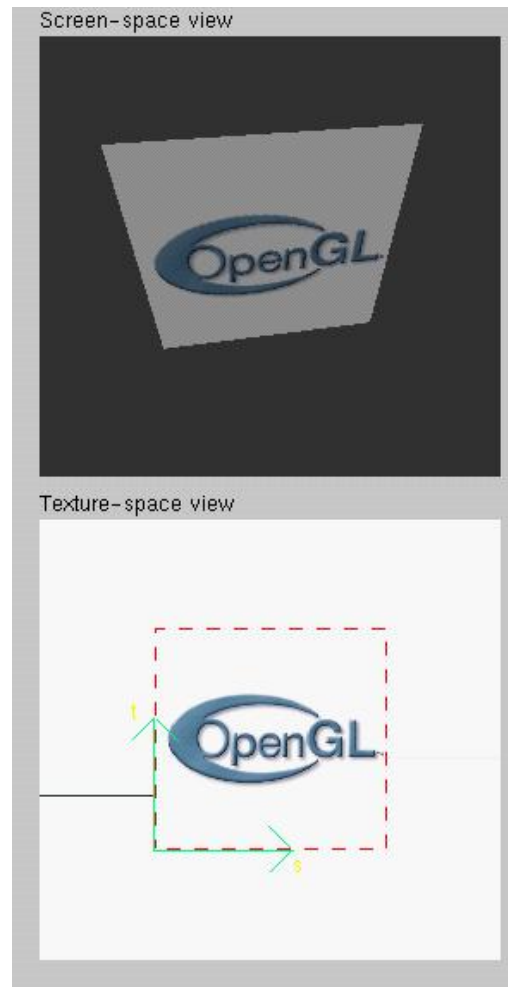 Screen-space view
OpenGL
Texture-space view
t
OpenGL
s